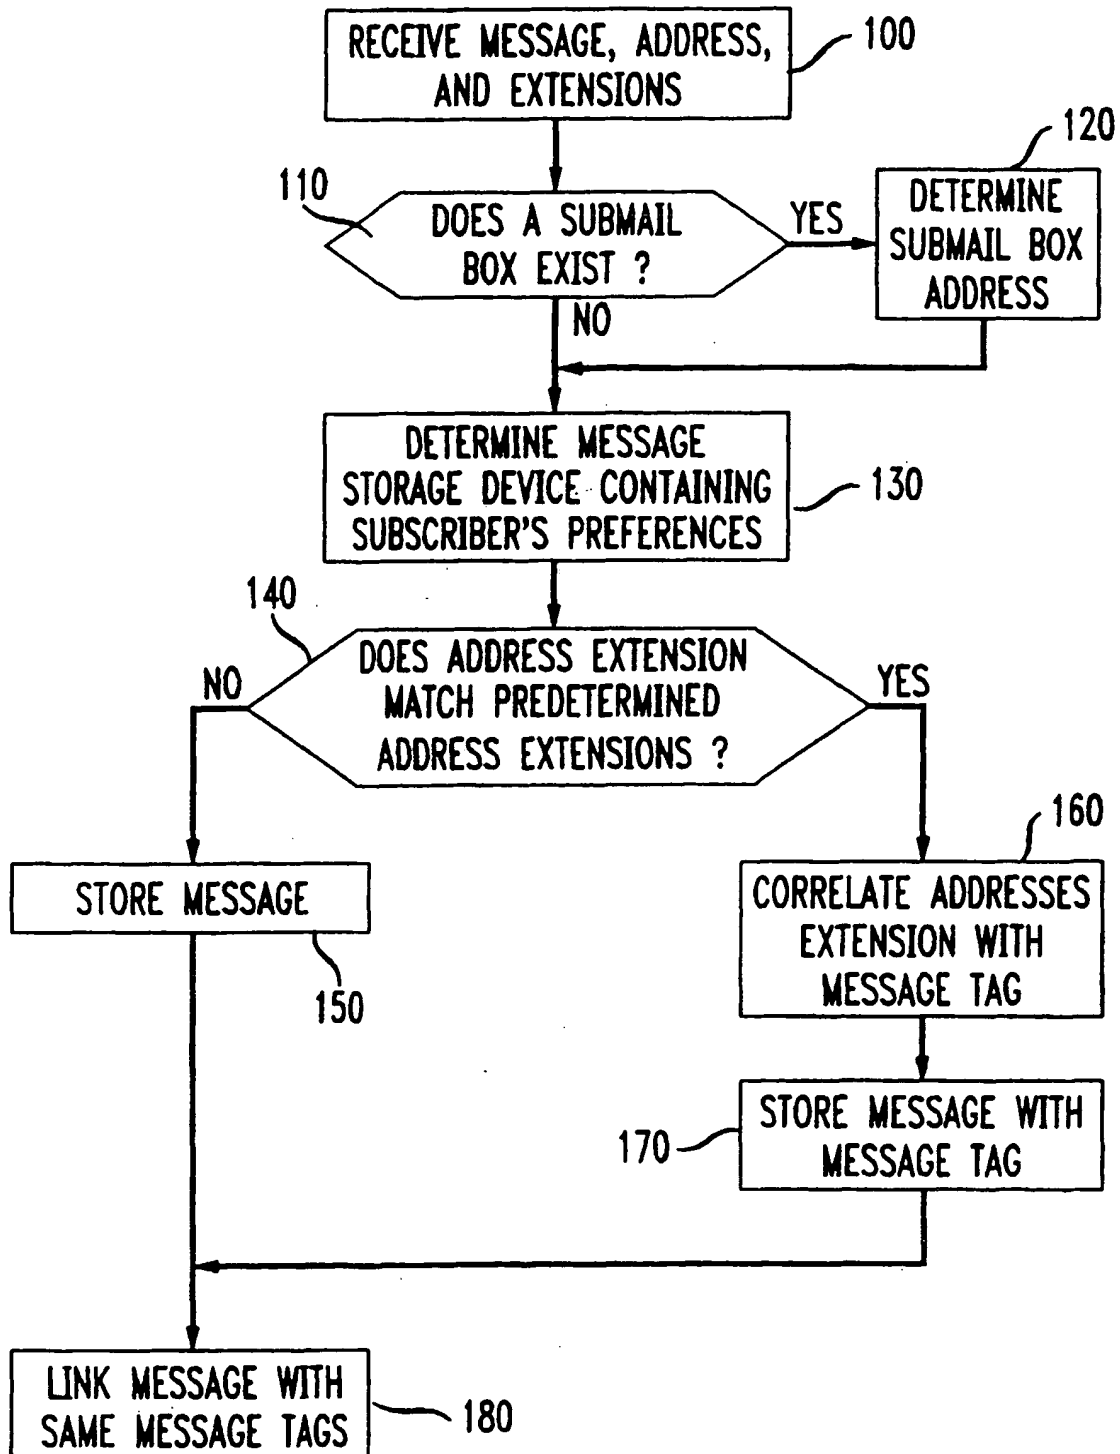 RECEIVE MESSAGE, ADDRESS,
AND EXTENSIONS
100
110
DOES A SUBMAIL
BOX EXIST ?
YES
120
DETERMINE
SUBMAIL BOX
ADDRESS
NO
DETERMINE MESSAGE
STORAGE DEVICE CONTAINING
SUBSCRIBER'S PREFERENCES
130
140
DOES ADDRESS EXTENSION
MATCH PREDETERMINED
ADDRESS EXTENSIONS ?
NO
YES
STORE MESSAGE
150
160
CORRELATE ADDRESSES
EXTENSION WITH
MESSAGE TAG
170
STORE MESSAGE WITH
MESSAGE TAG
LINK MESSAGE WITH
SAME MESSAGE TAGS
180